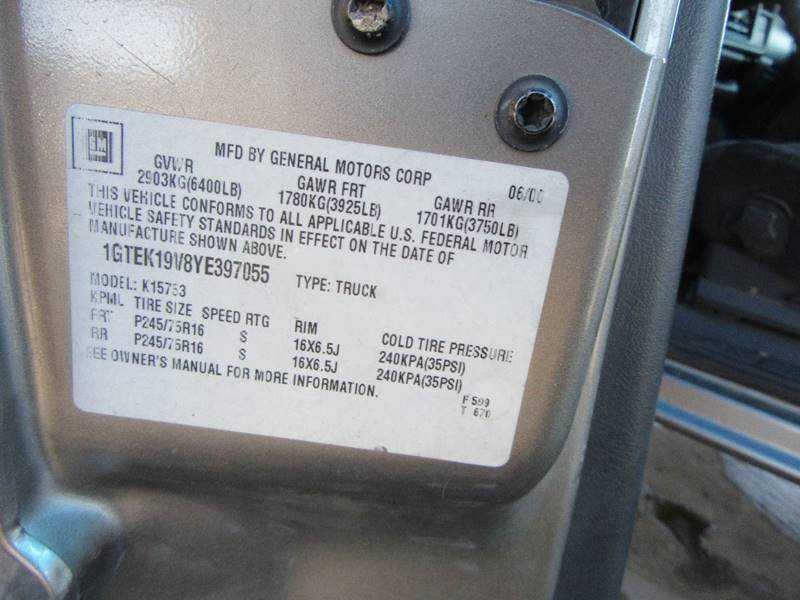 GM
MFD BY GENERAL MOTORS CORP 06/00
GVWR GAWR FRT GAWR RR
2903KG(6400LB) 1780KG(3925LB) 1701KG(3750LB)
THIS VEHICLE CONFORMS TO ALL APPLICABLE U.S. FEDERAL MOTOR
VEHICLE SAFETY STANDARDS IN EFFECT ON THE DATE OF
MANUFACTURE SHOWN ABOVE.
1GTEK19V8YE397055 TYPE: TRUCK
MODEL: K15753
KPML TIRE SIZE SPEED RTG RIM COLD TIRE PRESSURE
FRT P245/75R16 S 16X6.5J 240KPA(35PSI)
RR P245/75R16 S 16X6.5J 240KPA(35PSI)
SEE OWNER'S MANUAL FOR MORE INFORMATION.
F 599
T 670